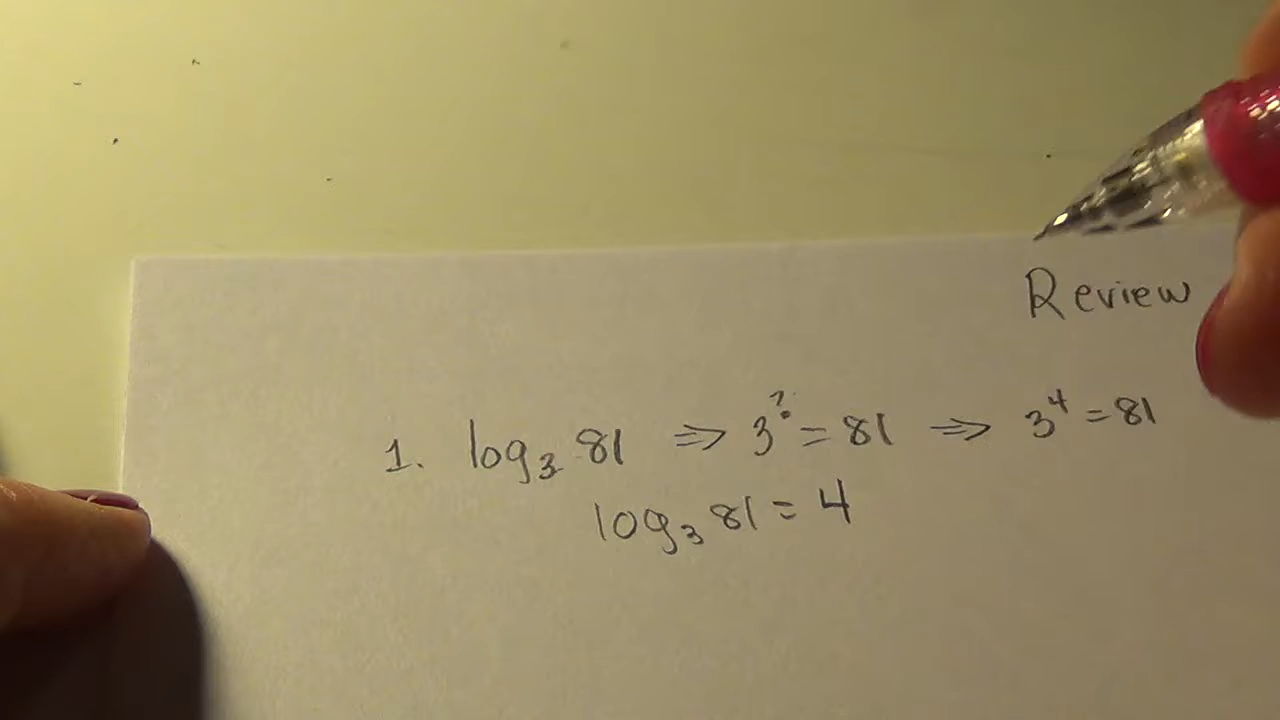 Review
1. log₃ 81 ⇒ 3^? = 81 ⇒ 3⁴ = 81
log₃ 81 = 4